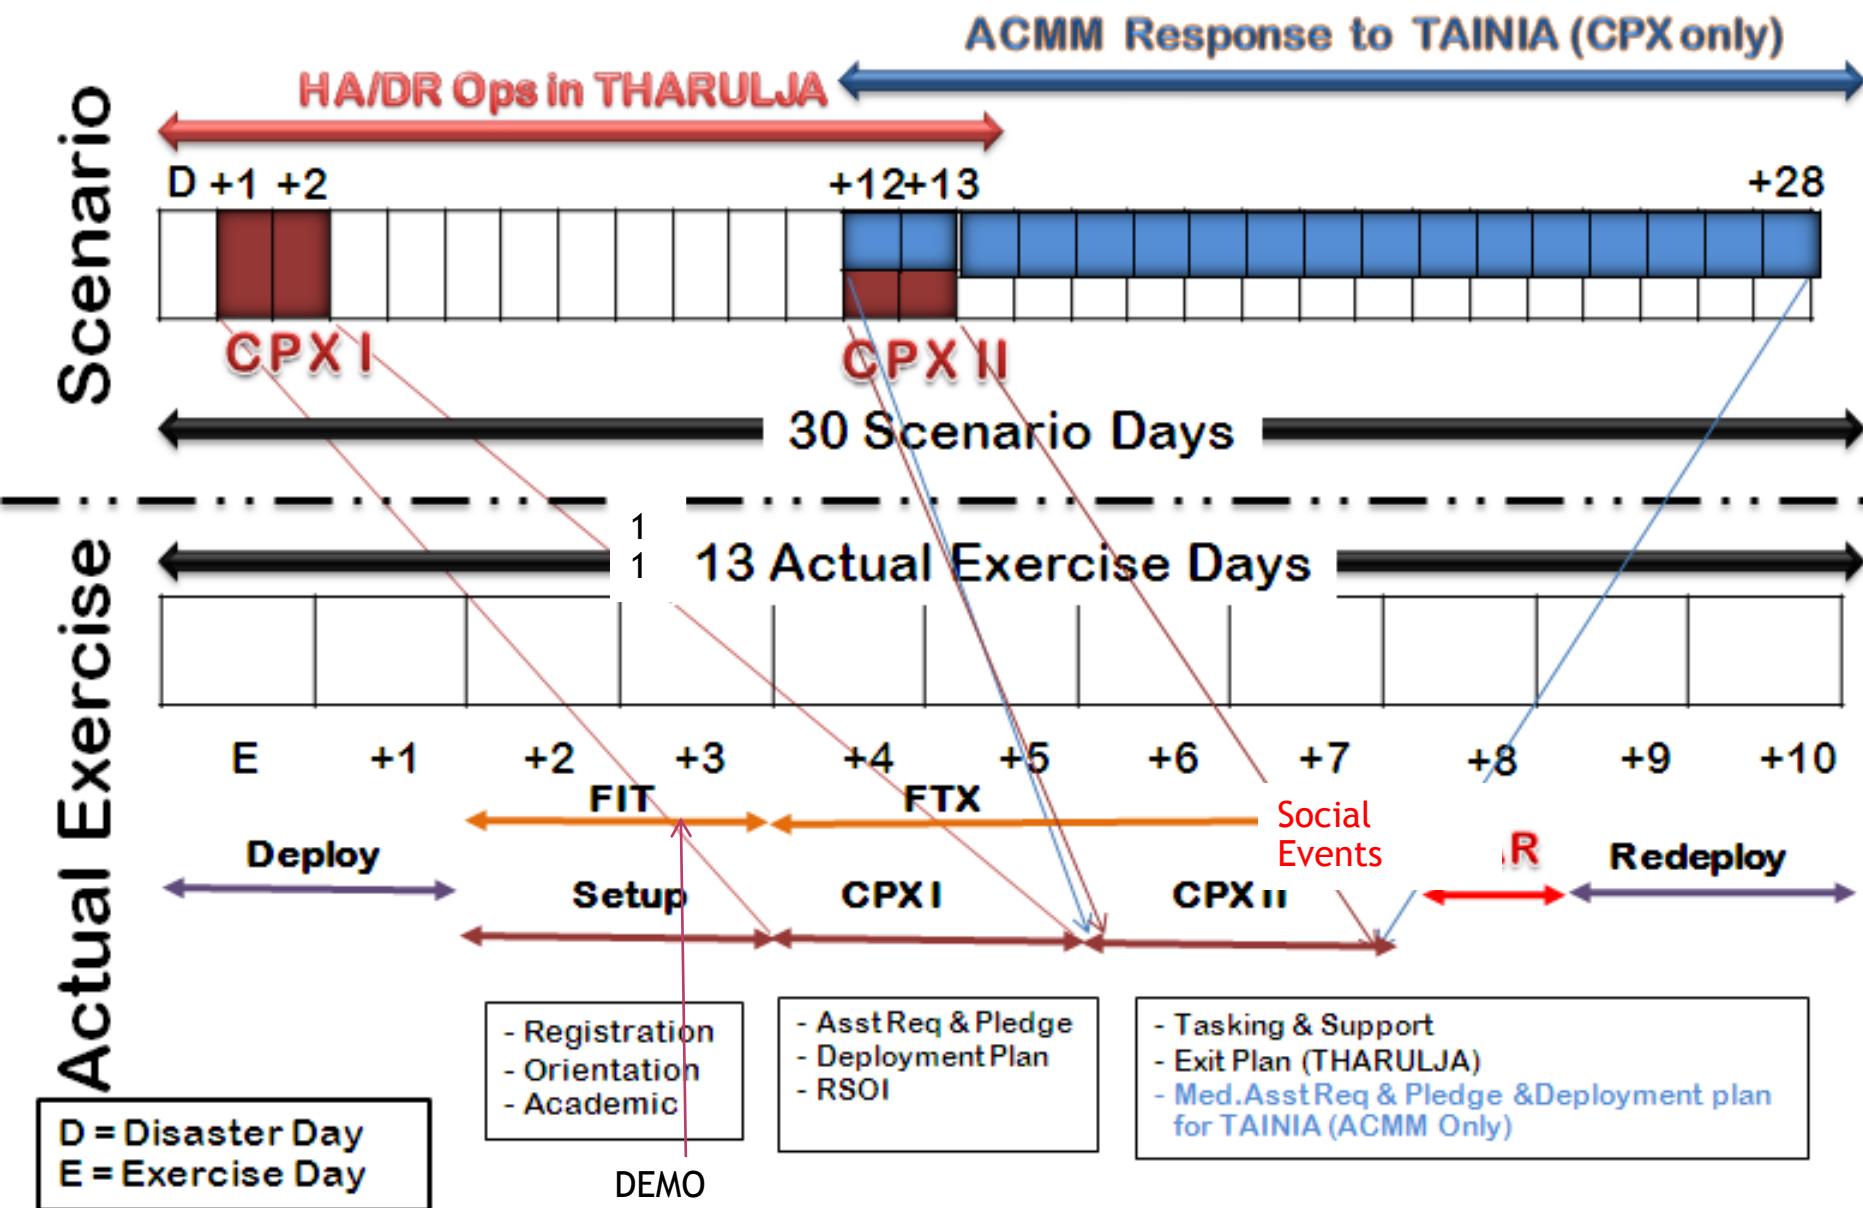 ACMM Response to TAINIA (CPX only)
HA/DR Ops in THARULJA
Scenario
D +1 +2 +12 +13 +28
CPX I
CPX II
30 Scenario Days
1
1
13 Actual Exercise Days
Actual Exercise
E +1 +2 +3 +4 +5 +6 +7 +8 +9 +10
FIT
FTX
Social
Events
R
Deploy
Redeploy
Setup
CPX I
CPX II
- Registration
- Orientation
- Academic
- Asst Req & Pledge
- Deployment Plan
- RSOI
- Tasking & Support
- Exit Plan (THARULJA)
- Med.Asst Req & Pledge &Deployment plan
for TAINIA (ACMM Only)
D = Disaster Day
E = Exercise Day
DEMO